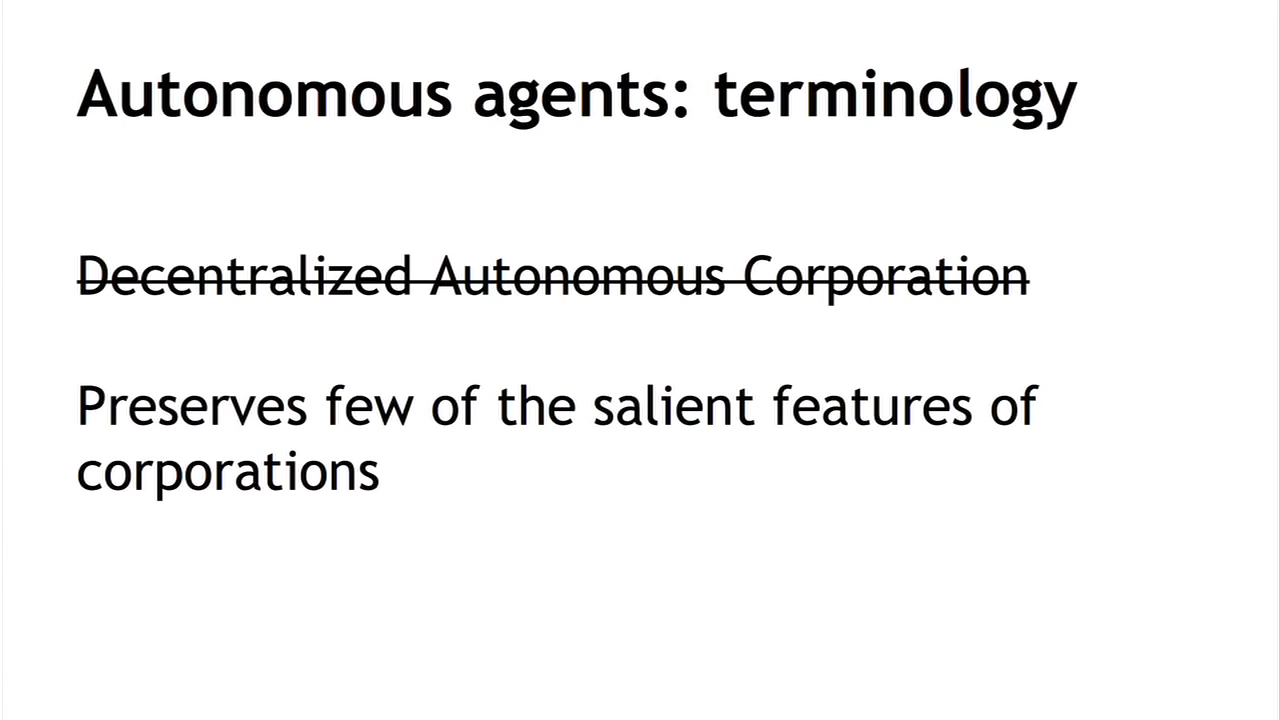 Autonomous agents: terminology
Decentralized Autonomous Corporation
Preserves few of the salient features of
corporations